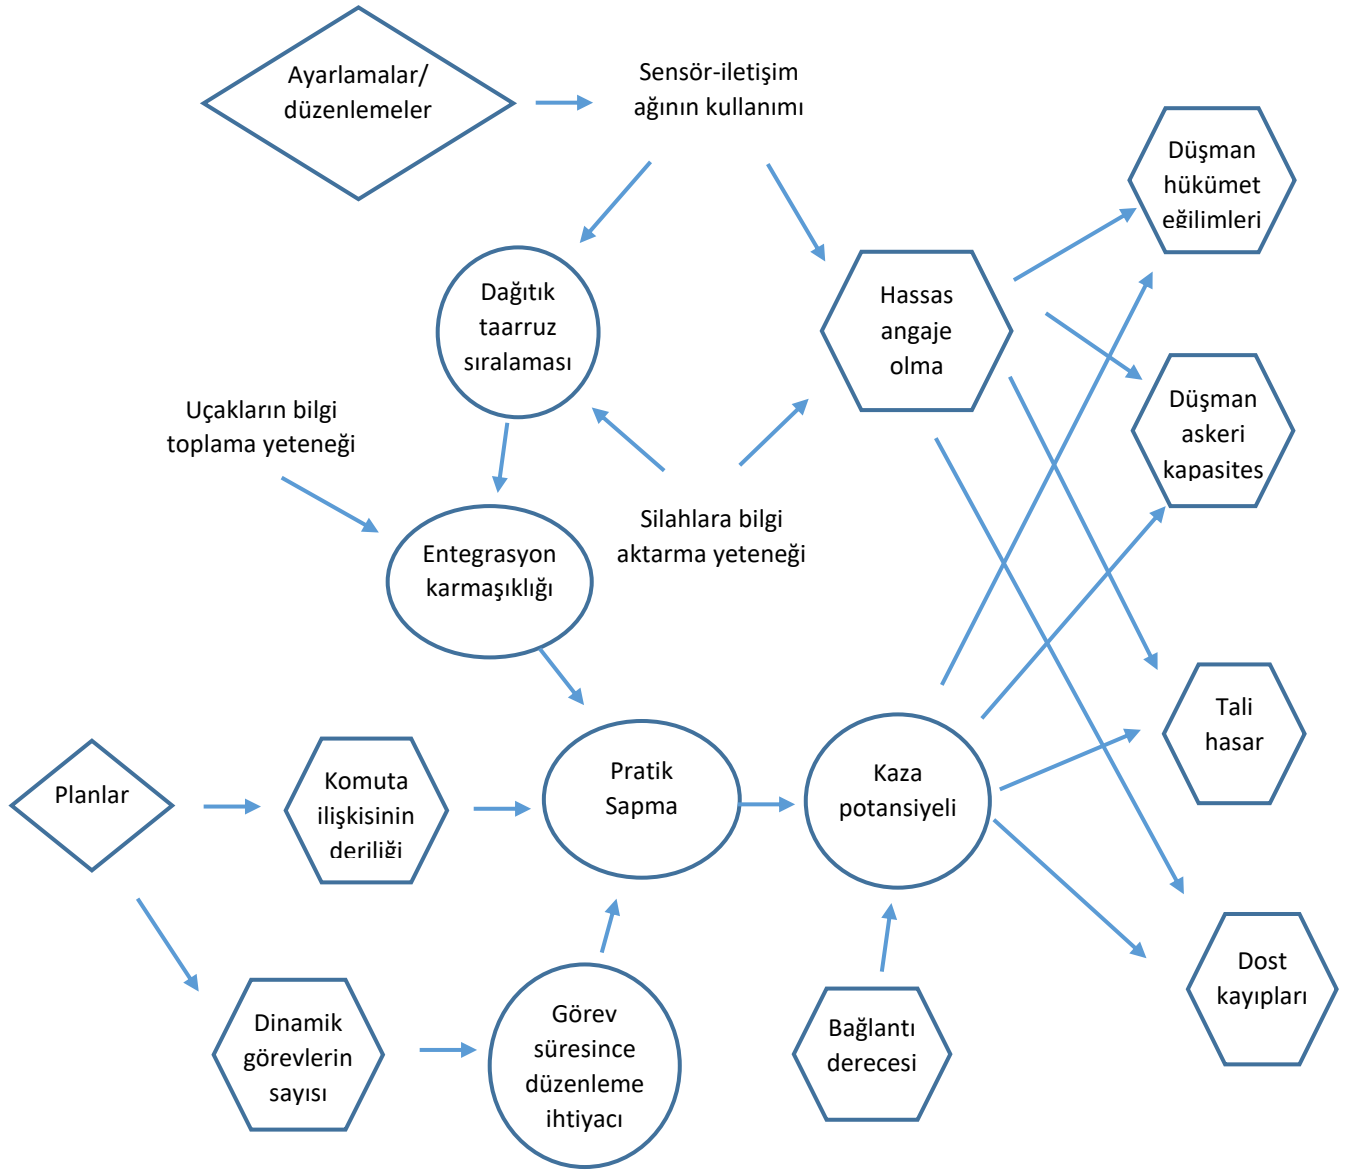 Ayarlamalar/
düzenlemeler
Sensör-iletişim
ağının kullanımı
Düşman
hükümet
eğilimleri
Dağıtık
taarruz
sıralaması
Hassas
angaje
olma
Düşman
askeri
kapasites
Uçakların bilgi
toplama yeteneği
Silahlara bilgi
aktarma yeteneği
Entegrasyon
karmaşıklığı
Tali
hasar
Planlar
Komuta
ilişkisinin
deriliği
Pratik
Sapma
Kaza
potansiyeli
Dost
kayıpları
Dinamik
görevlerin
sayısı
Görev
süresince
düzenleme
ihtiyacı
Bağlantı
derecesi